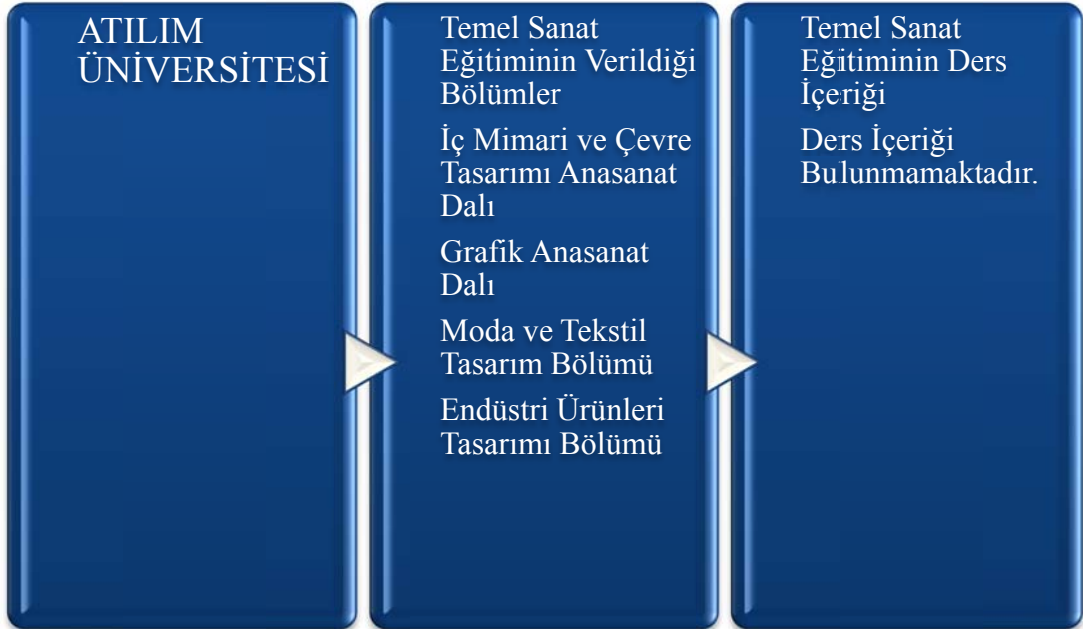 ATILIM
ÜNİVERSİTESİ
Temel Sanat
Eğitiminin Verildiği
Bölümler
İç Mimari ve Çevre
Tasarımı Anasanat
Dalı
Grafik Anasanat
Dalı
Moda ve Tekstil
Tasarım Bölümü
Endüstri Ürünleri
Tasarımı Bölümü
Temel Sanat
Eğitiminin Ders
İçeriği
Ders İçeriği
Bulunmamaktadır.